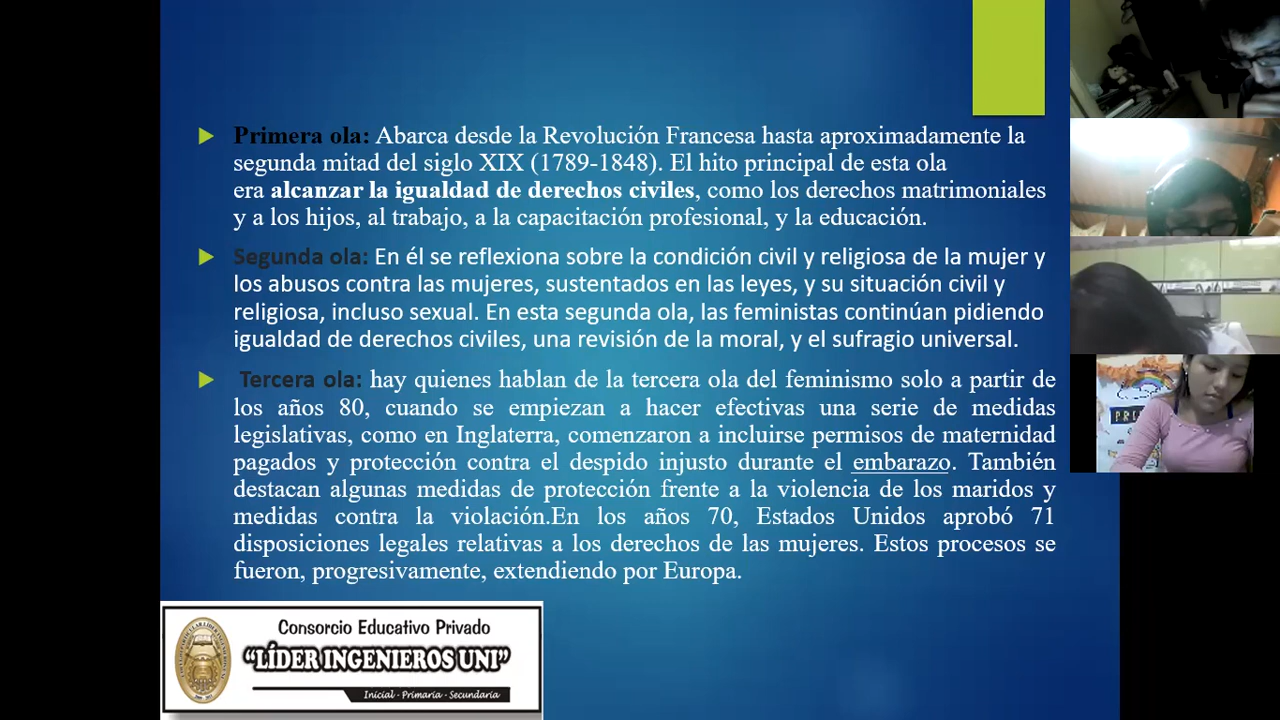 Primera ola: Abarca desde la Revolución Francesa hasta aproximadamente la
segunda mitad del siglo XIX (1789-1848). El hito principal de esta ola
era alcanzar la igualdad de derechos civiles, como los derechos matrimoniales
y a los hijos, al trabajo, a la capacitación profesional, y la educación.
Segunda ola: En él se reflexiona sobre la condición civil y religiosa de la mujer y
los abusos contra las mujeres, sustentados en las leyes, y su situación civil y
religiosa, incluso sexual. En esta segunda ola, las feministas continúan pidiendo
igualdad de derechos civiles, una revisión de la moral, y el sufragio universal.
Tercera ola: hay quienes hablan de la tercera ola del feminismo solo a partir de
los años 80, cuando se empiezan a hacer efectivas una serie de medidas
legislativas, como en Inglaterra, comenzaron a incluirse permisos de maternidad
pagados y protección contra el despido injusto durante el embarazo. También
destacan algunas medidas de protección frente a la violencia de los maridos y
medidas contra la violación.En los años 70, Estados Unidos aprobó 71
disposiciones legales relativas a los derechos de las mujeres. Estos procesos se
fueron, progresivamente, extendiendo por Europa.
Consorcio Educativo Privado
"LÍDER INGENIEROS UNI"
Inicial - Primaria - Secundaria